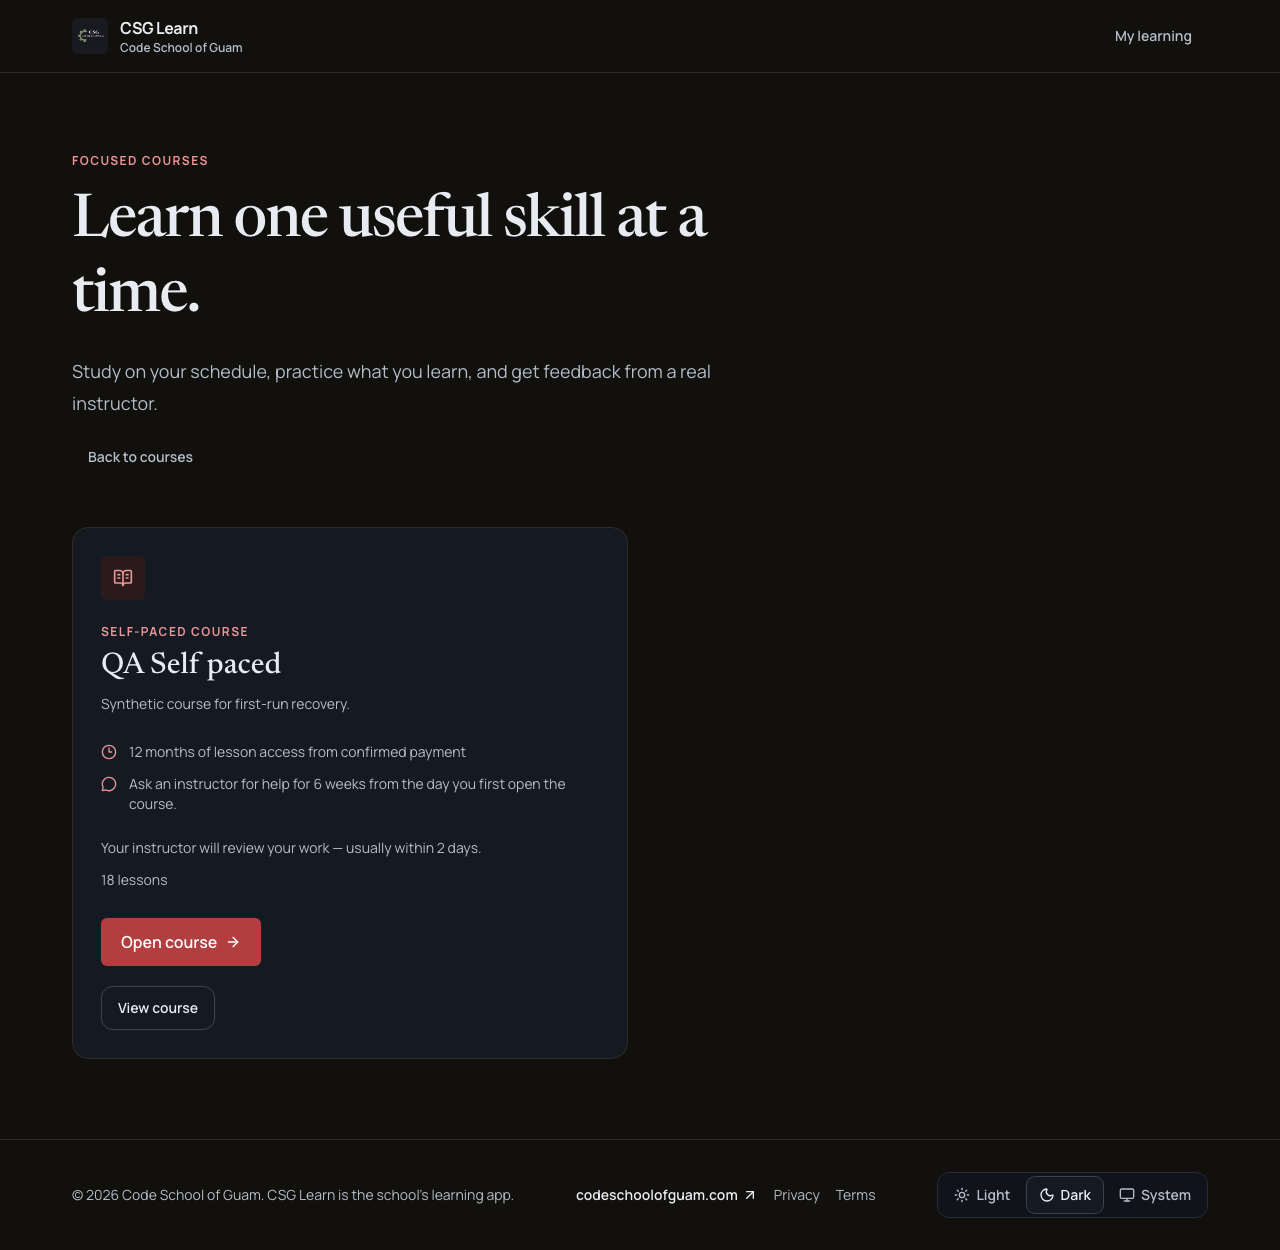 CSG Learn
Code School of Guam
My learning
FOCUSED COURSES
Learn one useful skill at a
time.
Study on your schedule, practice what you learn, and get feedback from a real
instructor.
Back to courses
SELF-PACED COURSE
QA Self paced
Synthetic course for first-run recovery.
12 months of lesson access from confirmed payment
Ask an instructor for help for 6 weeks from the day you first open the
course.
Your instructor will review your work — usually within 2 days.
18 lessons
Open course
View course
© 2026 Code School of Guam. CSG Learn is the school's learning app.
codeschoolofguam.com
Privacy
Terms
Light
Dark
System